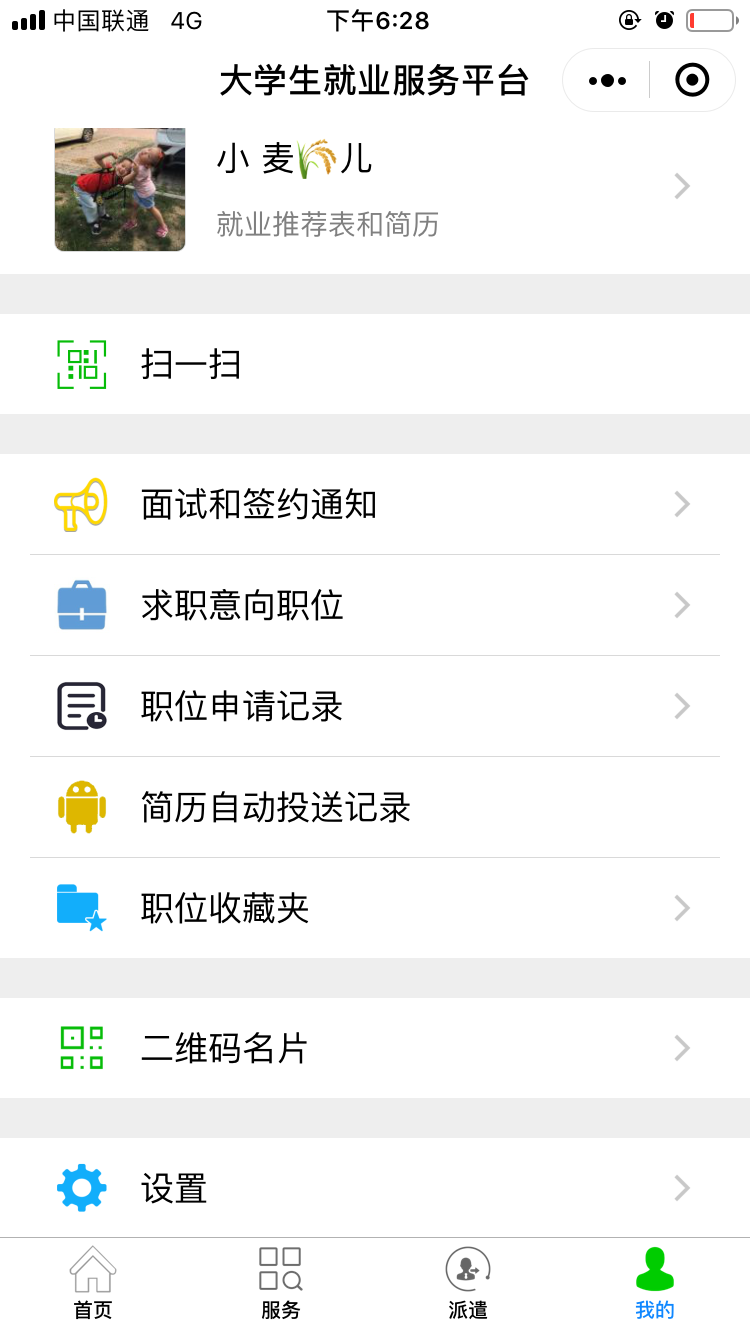 中国联通 4G 下午6:28
大学生就业服务平台
小 麦🌾儿
就业推荐表和简历
扫一扫
面试和签约通知
求职意向职位
职位申请记录
简历自动投送记录
职位收藏夹
二维码名片
设置
首页 服务 派遣 我的